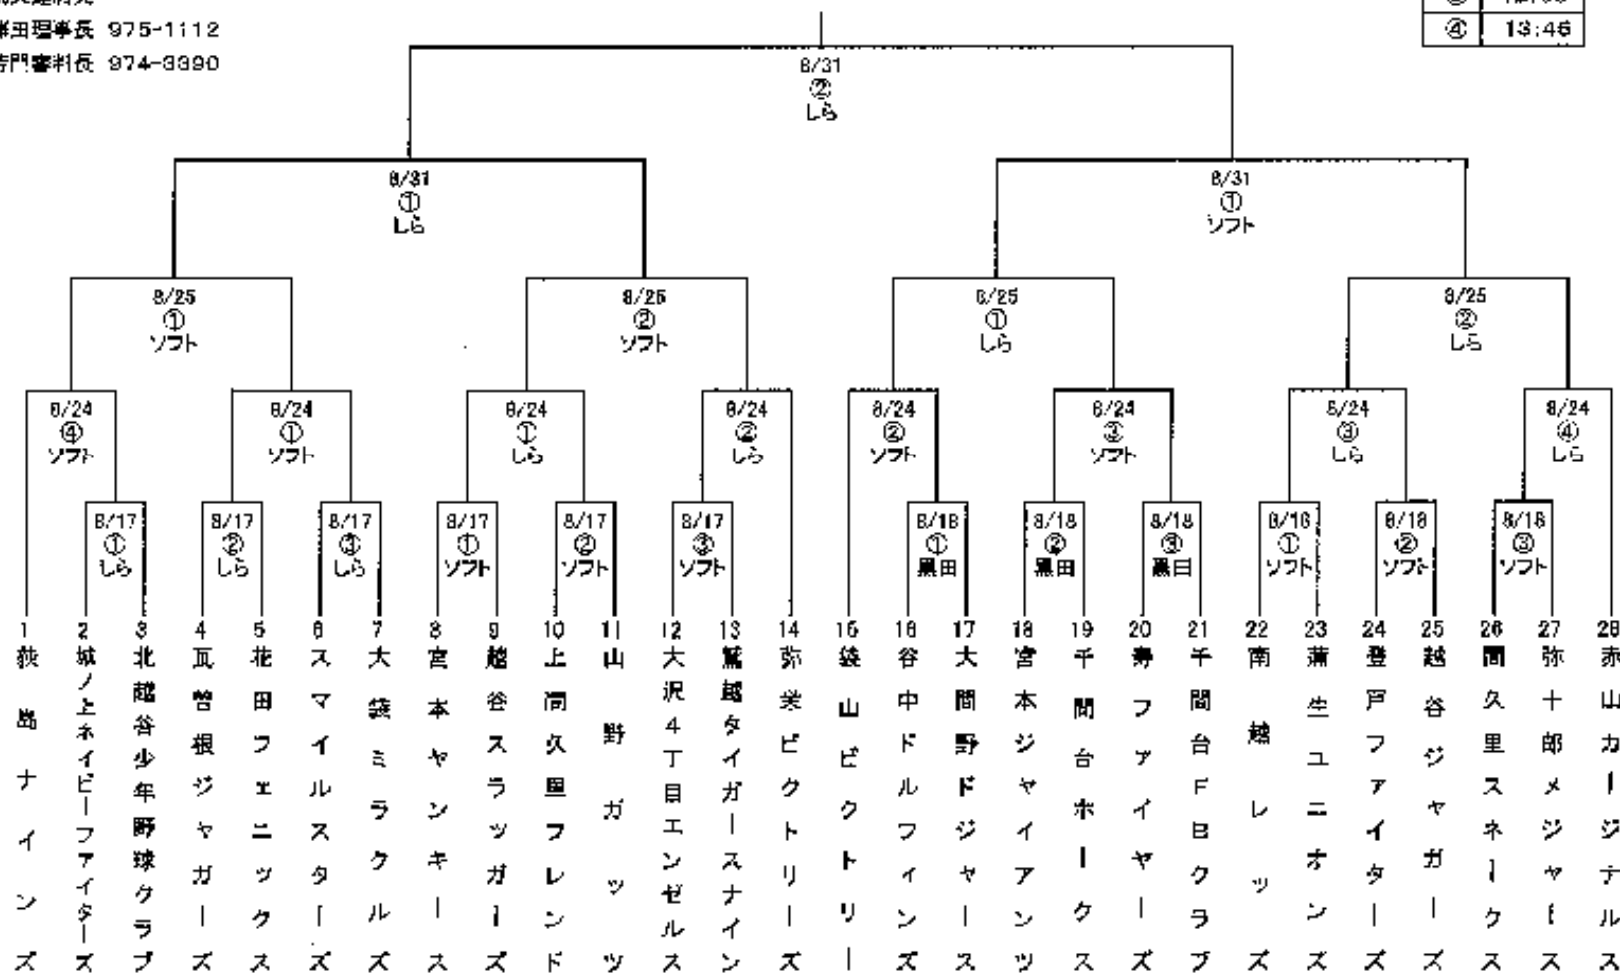 理事長 975-1112
審判長 974-3390
④ 13:45
8/31
②
しら
8/31
①
しら
8/31
①
ソフト
8/25
①
ソフト
8/25
②
ソフト
8/25
①
しら
8/25
②
しら
8/24
④
ソフト
8/24
①
ソフト
8/24
①
しら
8/24
②
しら
8/24
②
ソフト
8/24
③
ソフト
8/24
③
しら
8/24
④
しら
8/17
①
しら
8/17
②
しら
8/17
③
しら
8/17
①
ソフト
8/17
②
ソフト
8/17
③
ソフト
8/18
①
黒田
8/18
②
黒田
8/18
③
黒田
8/18
①
ソフト
8/18
②
ソフト
8/18
③
ソフト
1 荻島ナインズ
2 城ノ上ネイビーファイターズ
3 北越谷少年野球クラブ
4 瓦曽根ジャガーズ
5 花田フェニックス
6 スマイルスターズ
7 大袋ミラクルズ
8 宮本ヤンキース
9 越谷スラッガーズ
10 上間久里フレンド
11 山野ガッツ
12 大沢4丁目エンゼルス
13 鷺越タイガースナイン
14 弥栄ビクトリーズ
15 袋山ビクトリー
16 谷中ドルフィンズ
17 大間野ドジャース
18 宮本ジャイアンツ
19 千間台ホークス
20 寿ファイヤーズ
21 千間台FBクラブ
22 南越レッズ
23 蒲生ユニオンズ
24 登戸ファイターズ
25 越谷ジャガーズ
26 間久里スネークス
27 弥十郎メジャース
28 赤山カージナルス